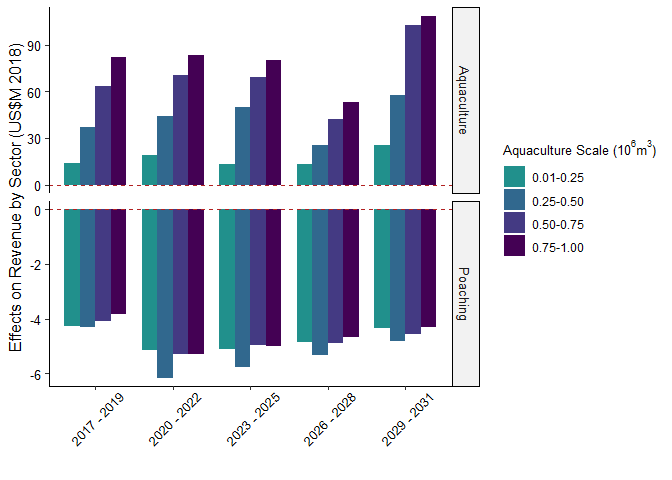 Effects on Revenue by Sector (US$M 2018)
90
60
30
0
Aquaculture
0
-2
-4
-6
Poaching
2017 - 2019
2020 - 2022
2023 - 2025
2026 - 2028
2029 - 2031
Aquaculture Scale (10⁶m³)
0.01-0.25
0.25-0.50
0.50-0.75
0.75-1.00